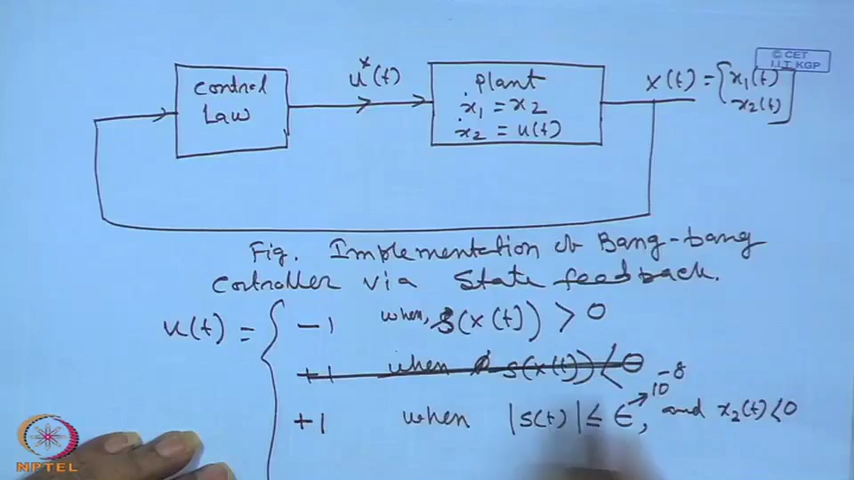 © CET
I.I.T. KGP
control
Law
u*(t)
plant
ẋ₁ = x₂
ẋ₂ = u(t)
x(t) = [x₁(t)
x₂(t)]
Fig. Implementation of Bang-bang
controller via State feedback.
u(t) = { -1 when, s(x(t)) > 0
+1 when s(x(t)) < 0
+1 when |s(t)| ≤ ε → 10⁻⁸, and x₂(t) < 0
NPTEL